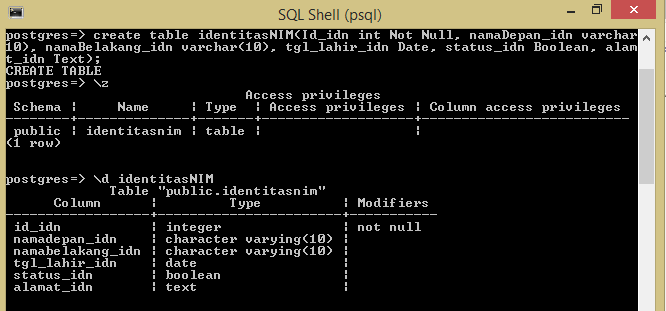 SQL Shell (psql)
postgres=> create table identitasNIM(Id_idn int Not Null, namaDepan_idn varchar(
10), namaBelakang_idn varchar(10), tgl_lahir_idn Date, status_idn Boolean, alama
t_idn Text);
CREATE TABLE
postgres=> \z
Access privileges
Schema | Name | Type | Access privileges | Column access privileges
--------+--------------+-------+-------------------+--------------------------
public | identitasnim | table | |
(1 row)
postgres=> \d identitasNIM
Table "public.identitasnim"
Column | Type | Modifiers
------------------+-----------------------+-----------
id_idn | integer | not null
namadepan_idn | character varying(10) |
namabelakang_idn | character varying(10) |
tgl_lahir_idn | date |
status_idn | boolean |
alamat_idn | text |